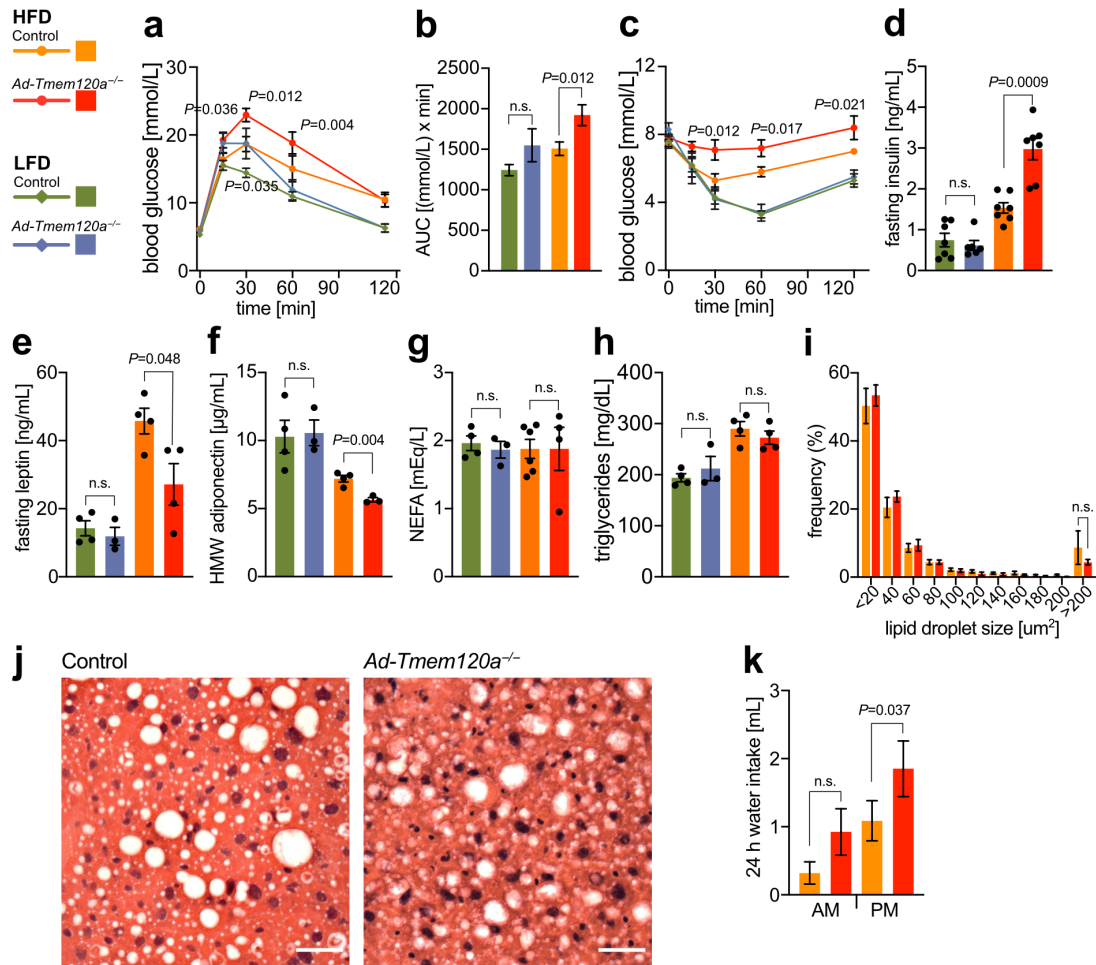 HFD
Control
Ad-Tmem120a−/−
LFD
Control
Ad-Tmem120a−/−
a
blood glucose [mmol/L]
30
20
10
0
P=0.036
P=0.012
P=0.004
P=0.035
0 30 60 90 120
time [min]
b
AUC [(mmol/L) x min]
2500
2000
1500
1000
500
0
n.s.
P=0.012
c
blood glucose [mmol/L]
12
8
4
0
P=0.012
P=0.017
P=0.021
0 30 60 90 120
time [min]
d
fasting insulin [ng/mL]
5
4
3
2
1
0
n.s.
P=0.0009
e
fasting leptin [ng/mL]
60
40
20
0
n.s.
P=0.048
f
HMW adiponectin [µg/mL]
15
10
5
0
n.s.
P=0.004
g
NEFA [mEq/L]
3
2
1
0
n.s.
n.s.
h
triglycerides [mg/dL]
400
300
200
100
0
n.s.
n.s.
i
frequency (%)
60
40
20
0
n.s.
<20 40 60 80 100 120 140 160 180 200 >200
lipid droplet size [um²]
j
Control
Ad-Tmem120a−/−
k
24 h water intake [mL]
3
2
1
0
n.s.
P=0.037
AM PM